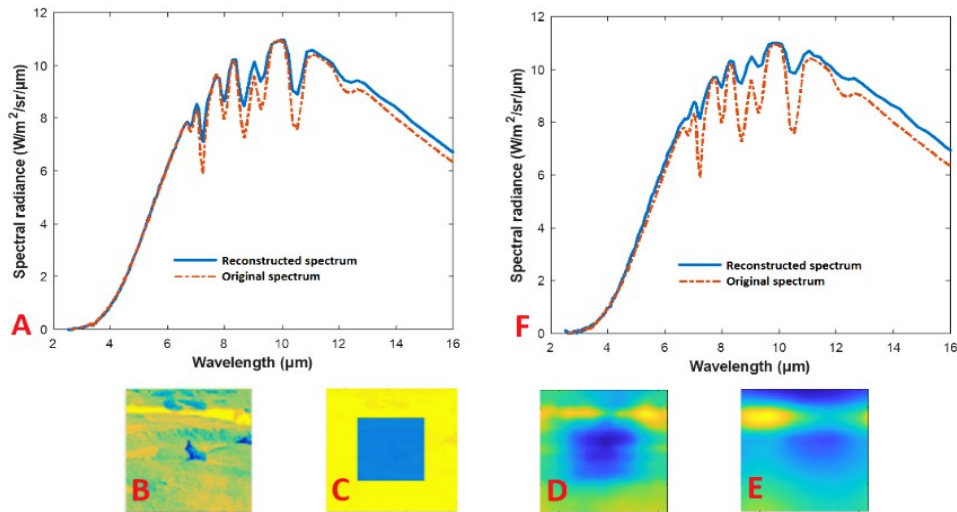 12
10
8
6
4
2
0
Spectral radiance (W/m²/sr/µm)
Reconstructed spectrum
Original spectrum
A
2 4 6 8 10 12 14 16
Wavelength (µm)
12
10
8
6
4
2
0
Spectral radiance (W/m²/sr/µm)
Reconstructed spectrum
Original spectrum
F
2 4 6 8 10 12 14 16
Wavelength (µm)
B
C
D
E